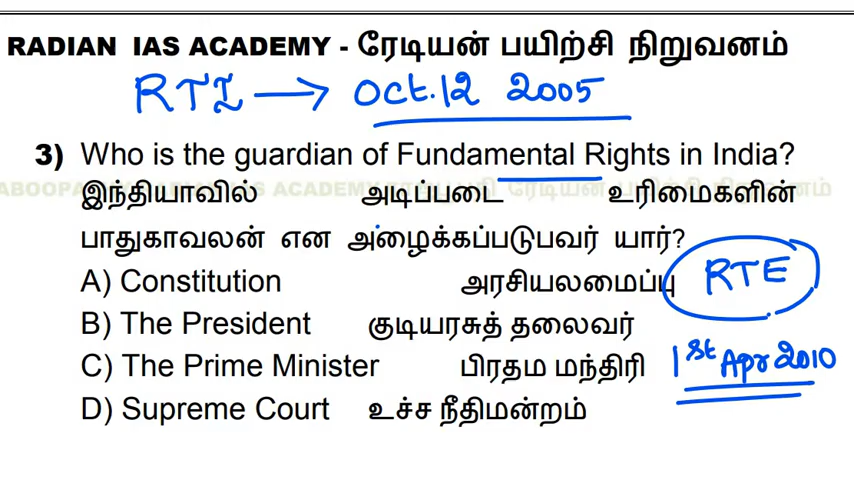 RADIAN IAS ACADEMY - ரேடியன் பயிற்சி நிறுவனம்
RTI → Oct.12 2005
3) Who is the guardian of Fundamental Rights in India?
இந்தியாவில் அடிப்படை உரிமைகளின்
பாதுகாவலன் என அழைக்கப்படுபவர் யார்?
RTE
A) Constitution அரசியலமைப்பு
B) The President குடியரசுத் தலைவர்
C) The Prime Minister பிரதம மந்திரி
1st Apr 2010
D) Supreme Court உச்ச நீதிமன்றம்